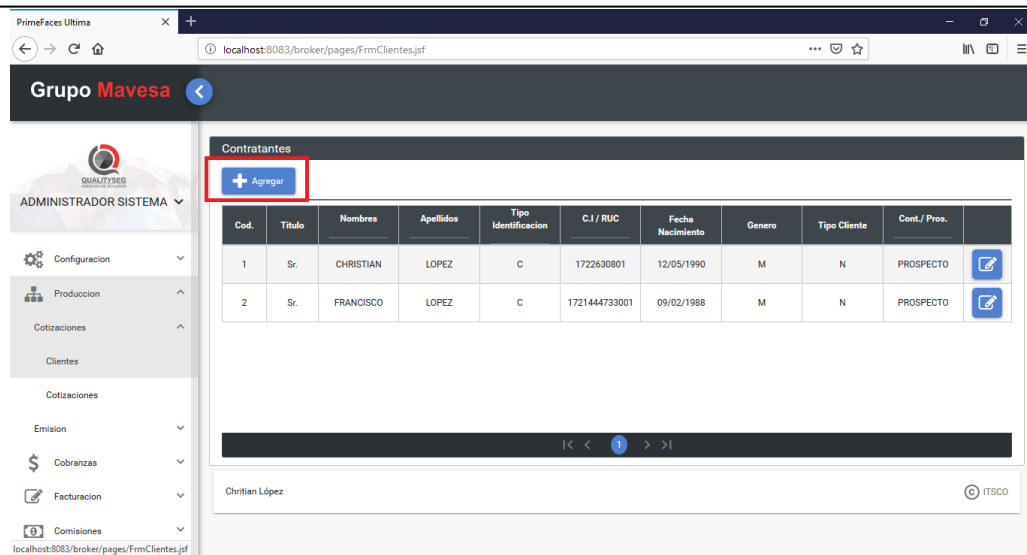 PrimeFaces Ultima
localhost:8083/broker/pages/FrmClientes.jsf
Grupo Mavesa
QUALITYSEG
ADMINISTRADOR SISTEMA
Configuracion
Produccion
Cotizaciones
Clientes
Cotizaciones
Emision
Cobranzas
Facturacion
Comisiones
localhost:8083/broker/pages/FrmClientes.jsf
Contratantes
Agregar
Cod. Titulo Nombres Apellidos Tipo Identificacion C.I / RUC Fecha Nacimiento Genero Tipo Cliente Cont./ Pros.
1 Sr. CHRISTIAN LOPEZ C 1722630801 12/05/1990 M N PROSPECTO
2 Sr. FRANCISCO LOPEZ C 1721444733001 09/02/1988 M N PROSPECTO
1
Chritian López
© ITSCO